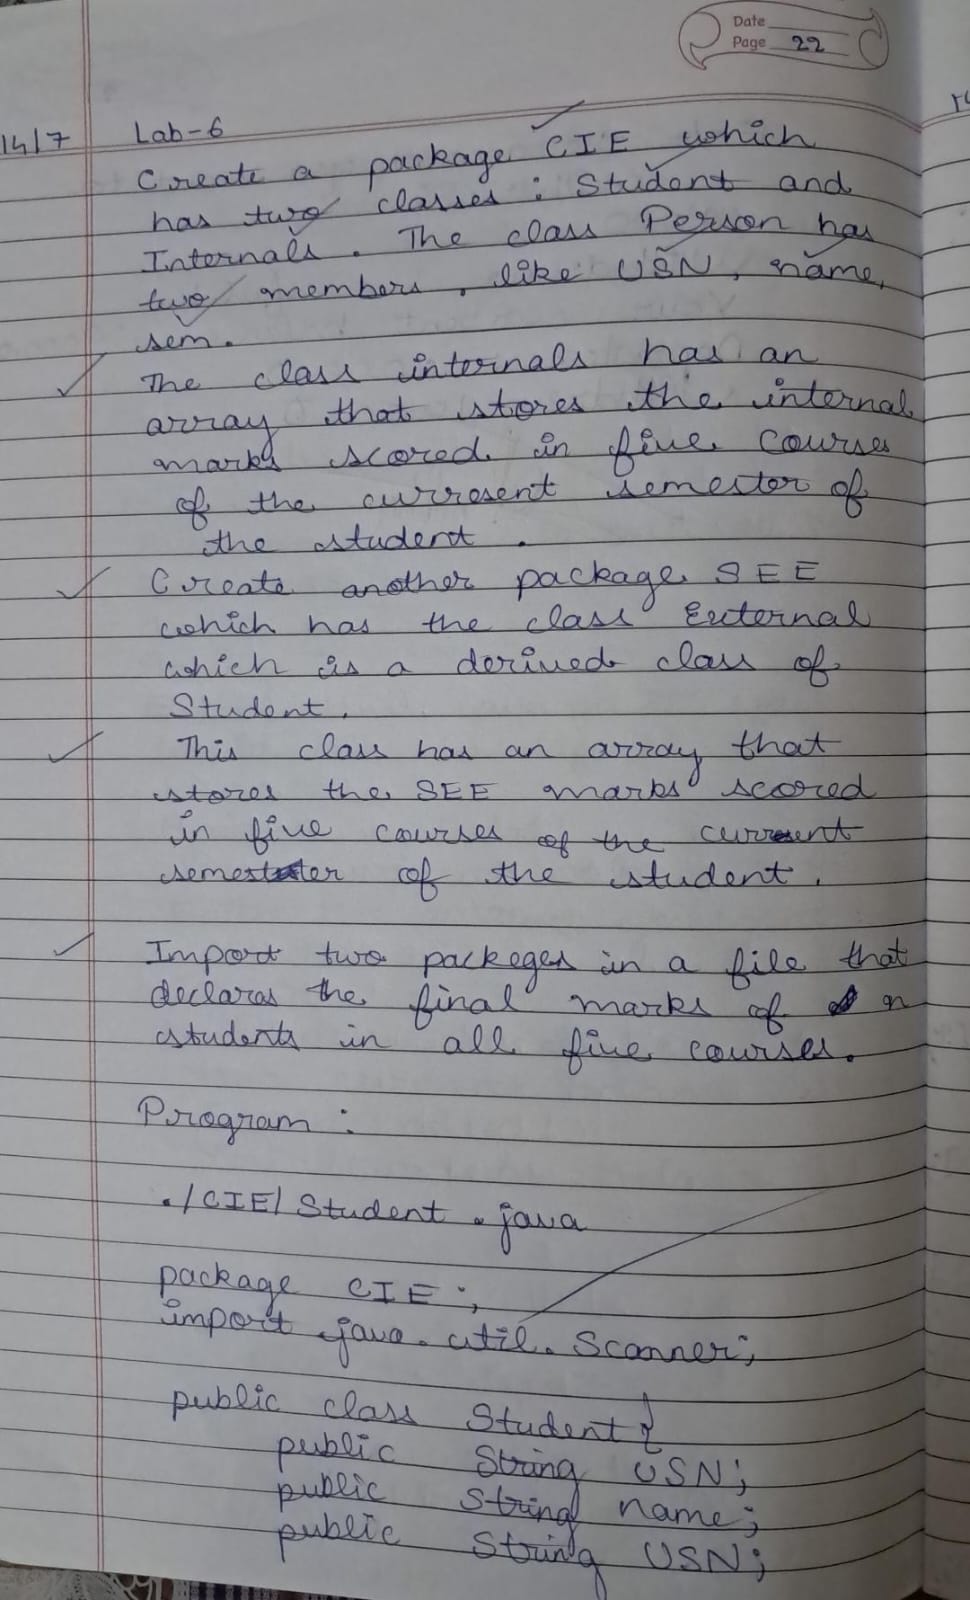 Date
Page 22
14/7 Lab-6
Create a package CIE which
has two classes : Student and
Internals . The class Person has
two members , like USN, name,
sem.
The class internals has an
array that stores the internal
marks scored in five courses
of the curresent semester of
the student .
Create another package SEE
which has the class External
which is a derived class of
Student.
This class has an array that
stores the SEE marks scored
in five courses of the current
semester of the student .
Import two packeges in a file that
declares the final marks of n
students in all five courses.
Program :
./CIE/Student.java
package CIE ;
import java.util.Scanner;
public class Student {
public String USN;
public String name;
public String USN;